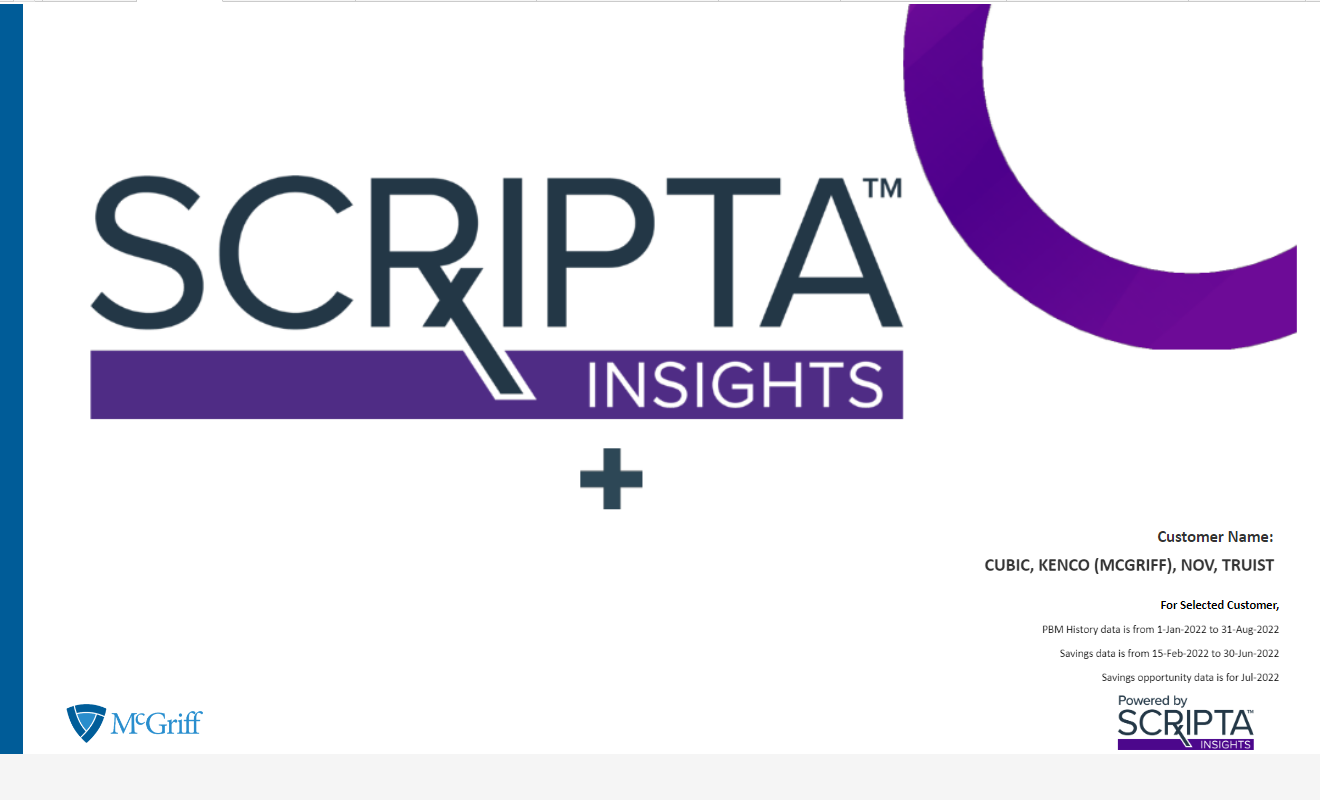 SCRIPTA™
INSIGHTS
+
Customer Name:
CUBIC, KENCO (MCGRIFF), NOV, TRUIST
For Selected Customer,
PBM History data is from 1-Jan-2022 to 31-Aug-2022
Savings data is from 15-Feb-2022 to 30-Jun-2022
Savings opportunity data is for Jul-2022
McGriff
Powered by
SCRIPTA™
INSIGHTS